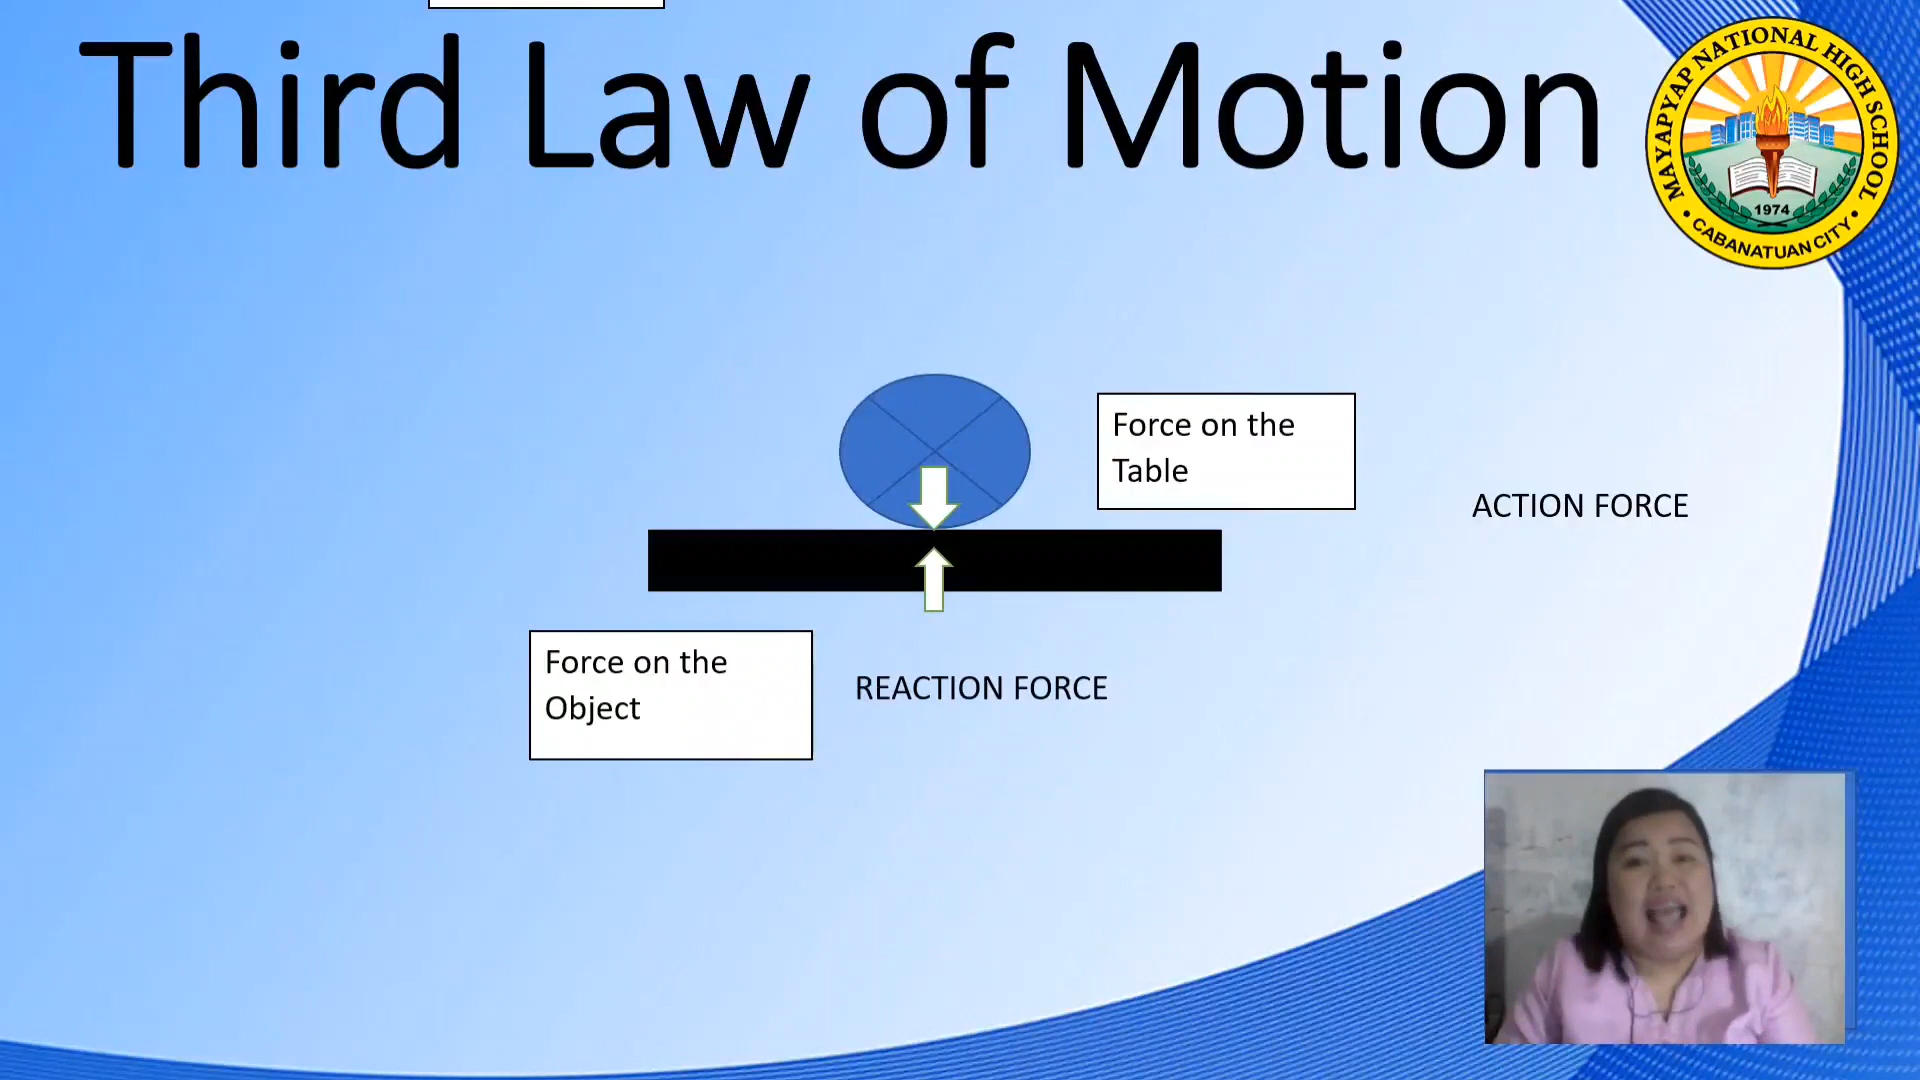 Third Law of Motion
MAYAPYAP NATIONAL HIGH SCHOOL
1974
• CABANATUAN CITY •
Force on the
Table
ACTION FORCE
Force on the
Object
REACTION FORCE